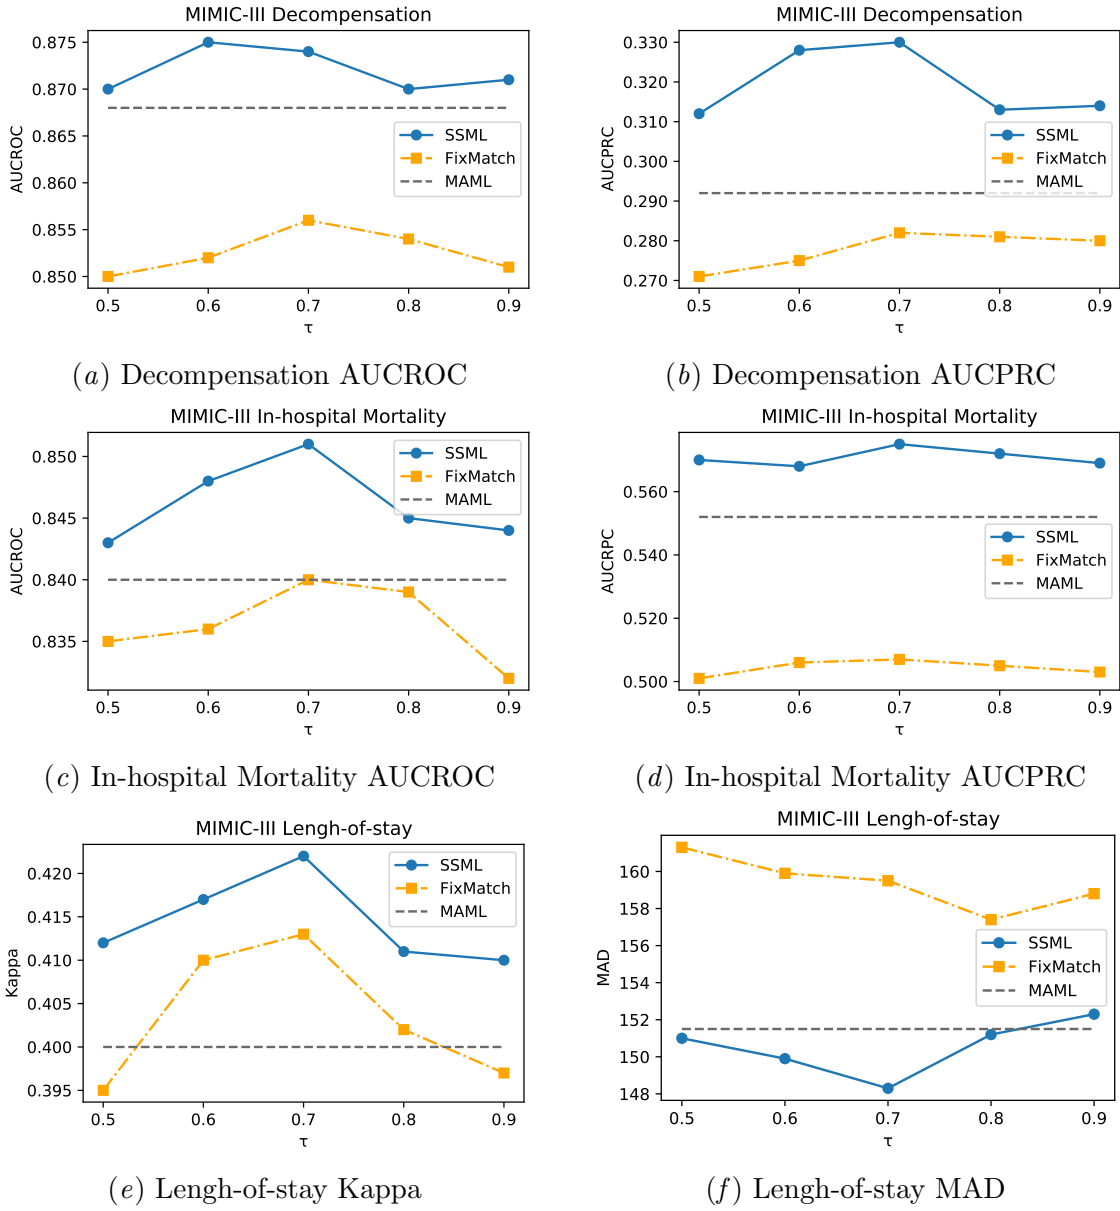 MIMIC-III Decompensation
0.875
0.870
0.865
0.860
0.855
0.850
AUCROC
SSML
FixMatch
MAML
0.5 0.6 0.7 0.8 0.9
τ
(a) Decompensation AUCROC
MIMIC-III Decompensation
0.330
0.320
0.310
0.300
0.290
0.280
0.270
AUCPRC
SSML
FixMatch
MAML
0.5 0.6 0.7 0.8 0.9
τ
(b) Decompensation AUCPRC
MIMIC-III In-hospital Mortality
0.850
0.845
0.840
0.835
AUCROC
SSML
FixMatch
MAML
0.5 0.6 0.7 0.8 0.9
τ
(c) In-hospital Mortality AUCROC
MIMIC-III In-hospital Mortality
0.560
0.540
0.520
0.500
AUCRPC
SSML
FixMatch
MAML
0.5 0.6 0.7 0.8 0.9
τ
(d) In-hospital Mortality AUCPRC
MIMIC-III Lengh-of-stay
0.420
0.415
0.410
0.405
0.400
0.395
Kappa
SSML
FixMatch
MAML
0.5 0.6 0.7 0.8 0.9
τ
(e) Lengh-of-stay Kappa
MIMIC-III Lengh-of-stay
160
158
156
154
152
150
148
MAD
SSML
FixMatch
MAML
0.5 0.6 0.7 0.8 0.9
τ
(f) Lengh-of-stay MAD